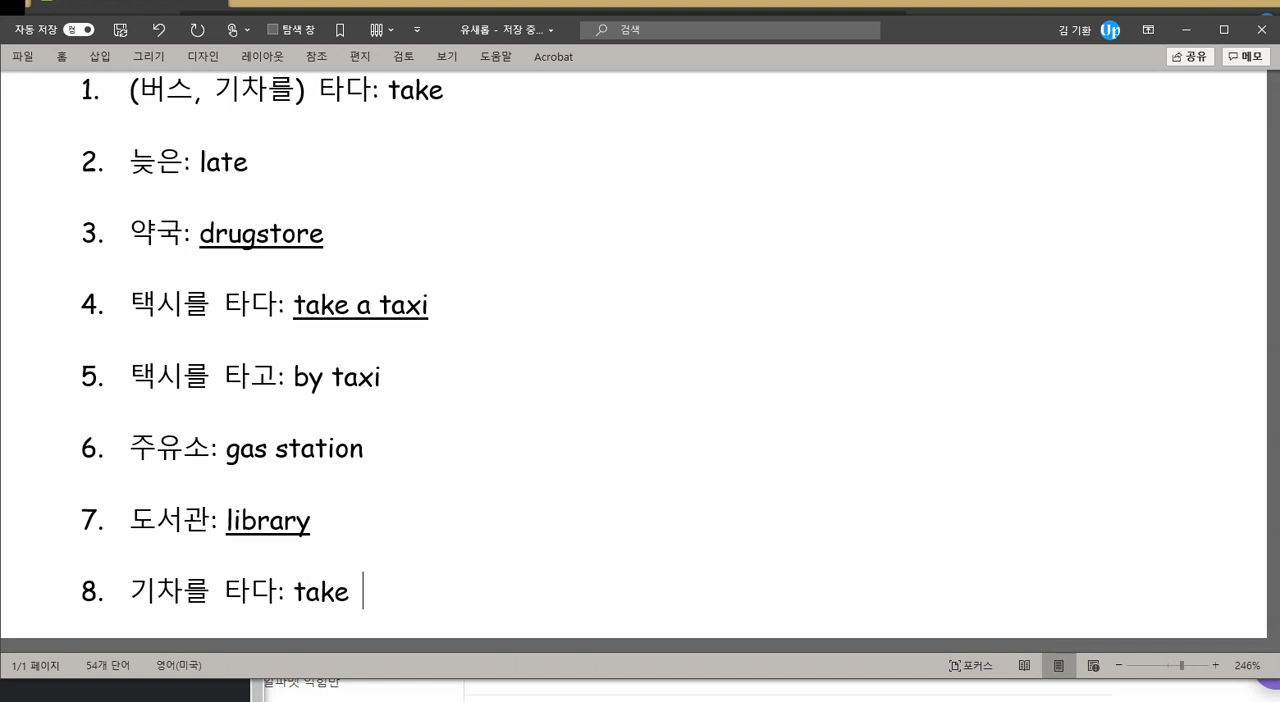 자동 저장 켬 탐색 창 유세롭 - 저장 중... 검색 김 기환 Up
파일 홈 삽입 그리기 디자인 레이아웃 참조 편지 검토 보기 도움말 Acrobat 공유 메모
1. (버스, 기차를) 타다: take
2. 늦은: late
3. 약국: drugstore
4. 택시를 타다: take a taxi
5. 택시를 타고: by taxi
6. 주유소: gas station
7. 도서관: library
8. 기차를 타다: take
1/1 페이지 54개 단어 영어(미국) 포커스 246%